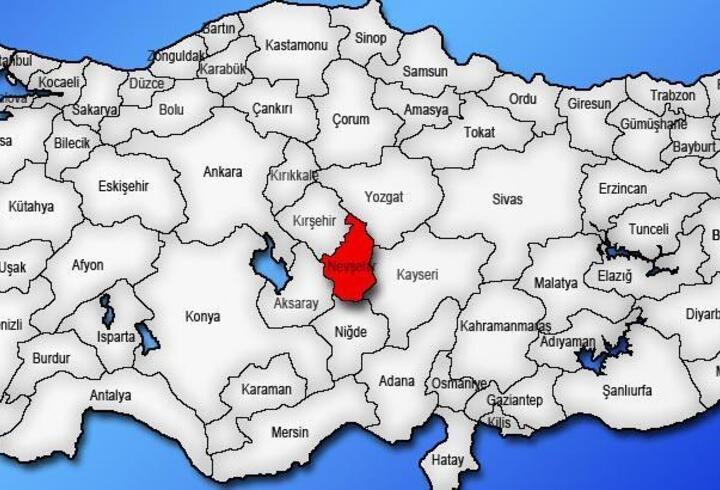 Bartın
Kastamonu
Sinop
Zonguldak
Karabük
Samsun
Kocaeli
Düzce
Sakarya
Bolu
Çankırı
Çorum
Amasya
Ordu
Giresun
Trabzon
Tokat
Gümüşhane
Bayburt
Bilecik
Eskişehir
Ankara
Kırıkkale
Yozgat
Sivas
Erzincan
Kütahya
Kırşehir
Tunceli
Uşak
Afyon
Nevşehir
Kayseri
Malatya
Elazığ
Aksaray
Konya
Isparta
Niğde
Kahramanmaraş
Adıyaman
Diyarb
Burdur
Antalya
Karaman
Adana
Osmaniye
Gaziantep
Şanlıurfa
Kilis
Mersin
Hatay